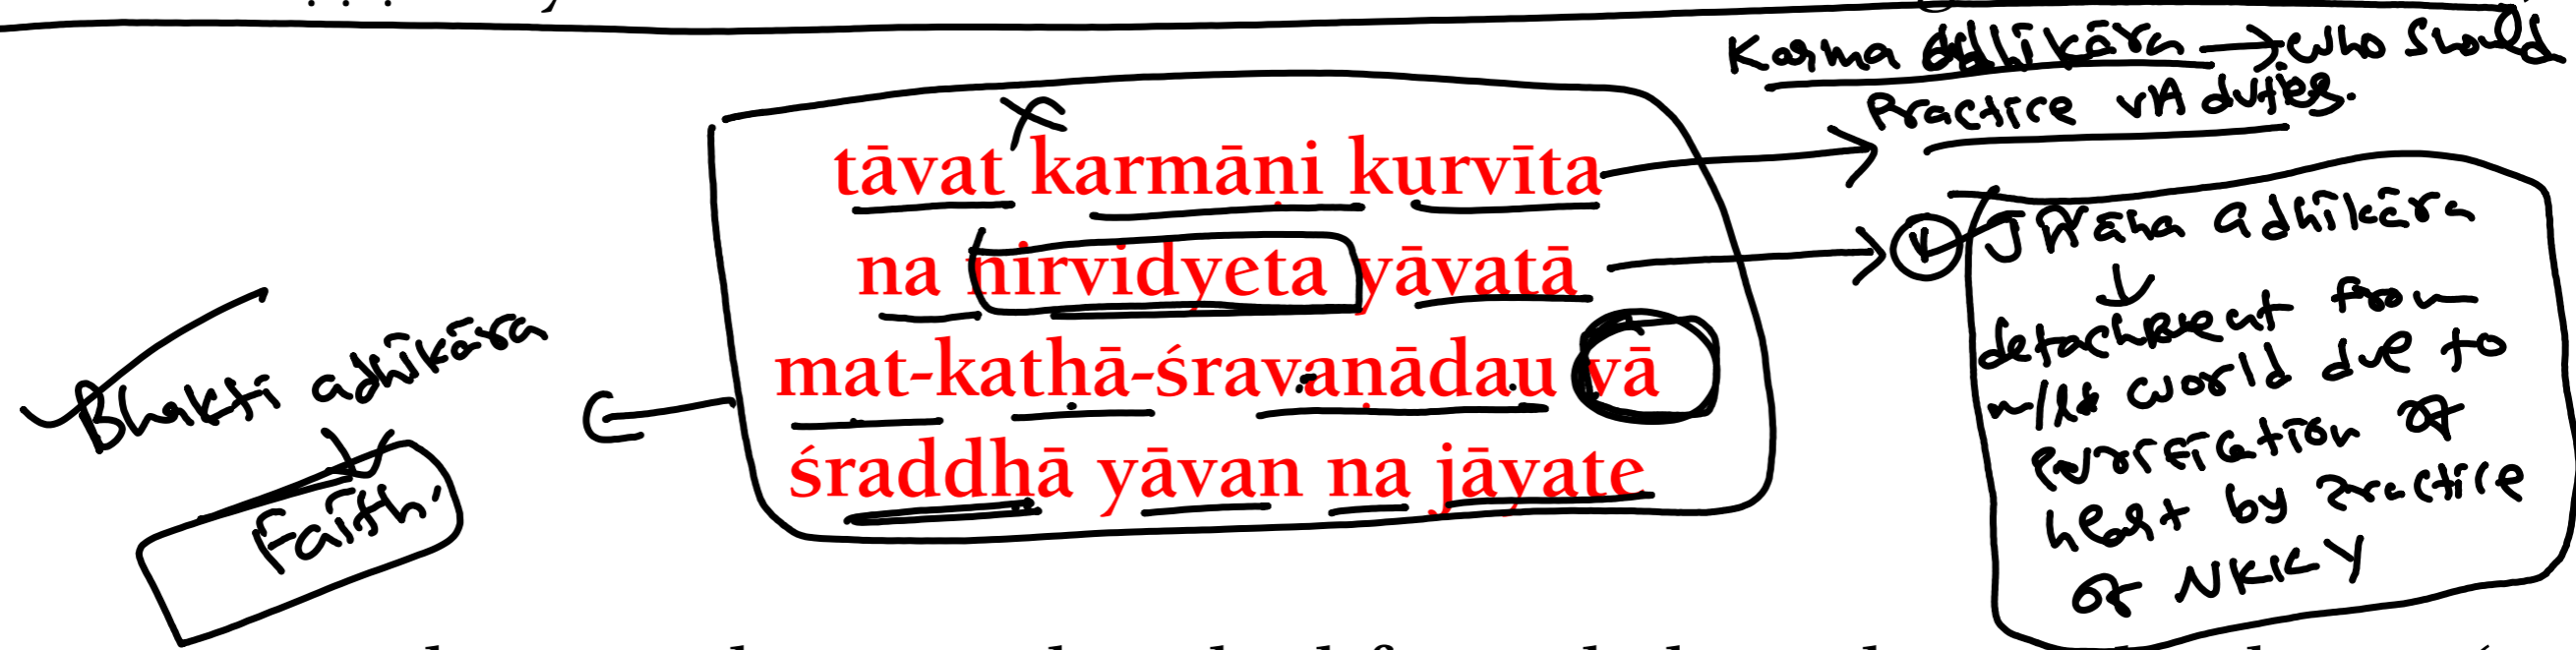 Karma adhikāra → who should
Practice VA duties.
tāvat karmāṇi kurvīta
na nirvidyeta yāvatā
mat-kathā-śravaṇādau vā
śraddhā yāvan na jāyate
Jñāna adhikāra
↓
detachment from
m/l world due to
purification of
heart by practice
of NKKY
Bhakti adhikāra
↓
Faith.